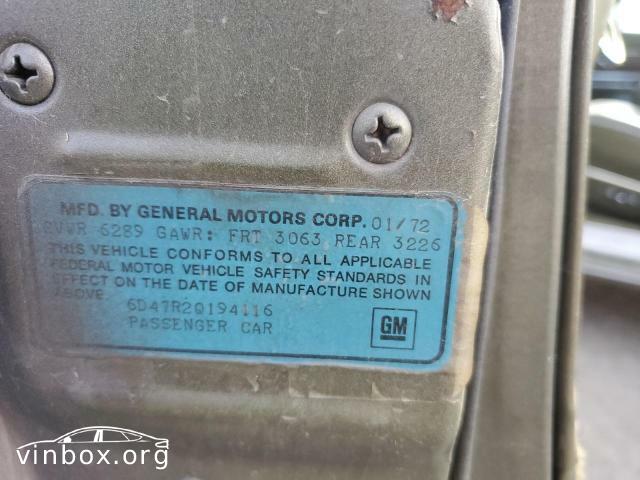 MFD. BY GENERAL MOTORS CORP. 01/72
GVWR 6289 GAWR: FRT 3063 REAR 3226
THIS VEHICLE CONFORMS TO ALL APPLICABLE
FEDERAL MOTOR VEHICLE SAFETY STANDARDS IN
EFFECT ON THE DATE OF MANUFACTURE SHOWN
ABOVE. 6D47R2Q194116
PASSENGER CAR
GM
vinbox.org